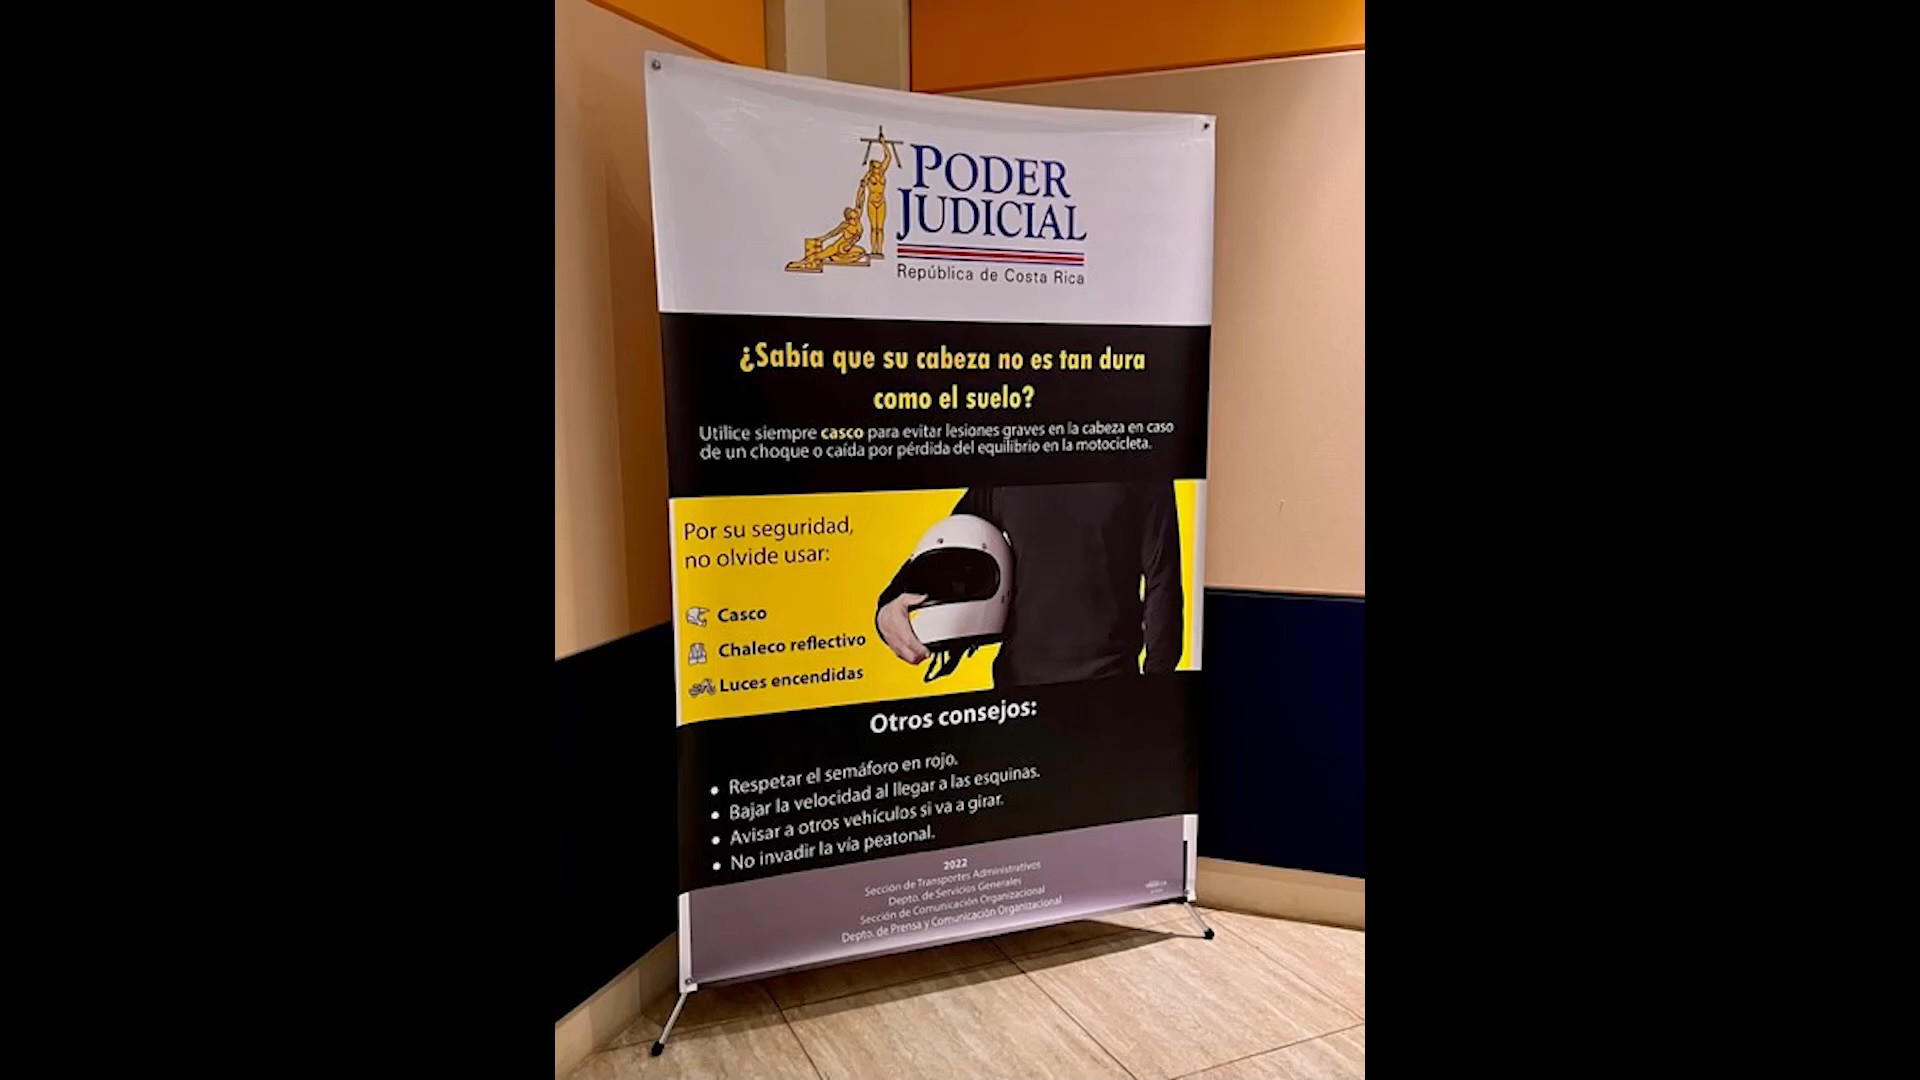 PODER
JUDICIAL
República de Costa Rica
¿Sabía que su cabeza no es tan dura
como el suelo?
Utilice siempre casco para evitar lesiones graves en la cabeza en caso
de un choque o caída por pérdida del equilibrio en la motocicleta.
Por su seguridad,
no olvide usar:
Casco
Chaleco reflectivo
Luces encendidas
Otros consejos:
• Respetar el semáforo en rojo.
• Bajar la velocidad al llegar a las esquinas.
• Avisar a otros vehículos si va a girar.
• No invadir la vía peatonal.
2022
Sección de Transportes Administrativos
Depto. de Servicios Generales
Sección de Comunicación Organizacional
Depto. de Prensa y Comunicación Organizacional